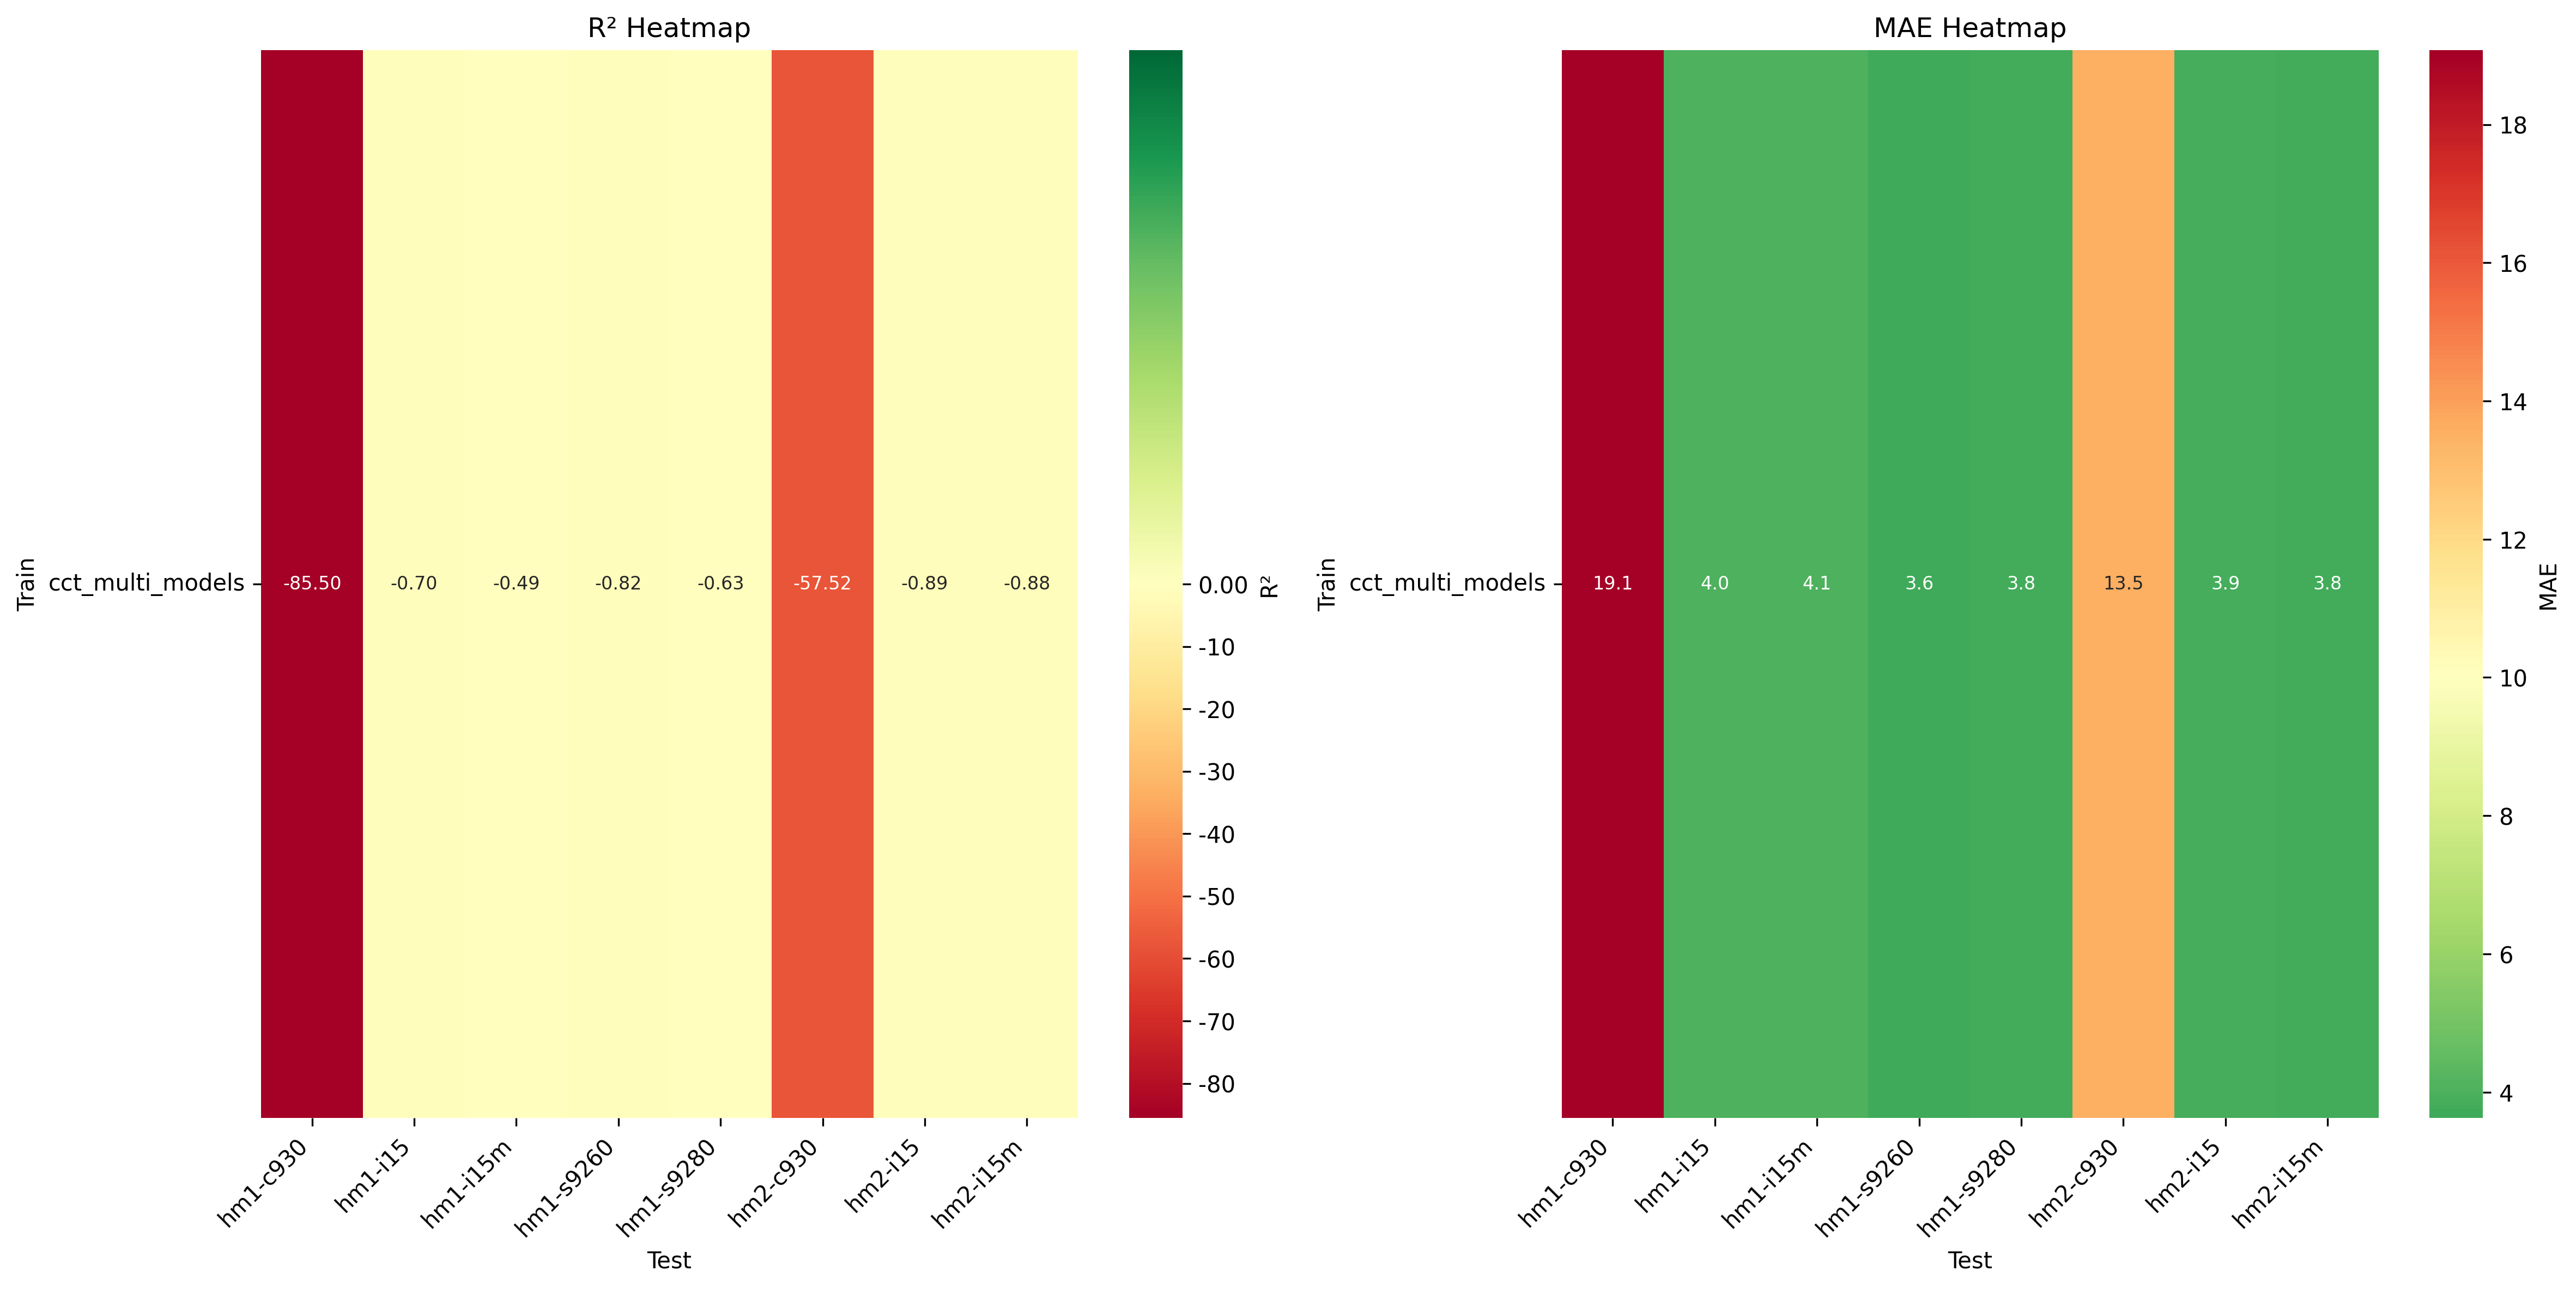 R² Heatmap
Train
cct_multi_models
-85.50 -0.70 -0.49 -0.82 -0.63 -57.52 -0.89 -0.88
hm1-c930 hm1-i15 hm1-i15m hm1-s9260 hm1-s9280 hm2-c930 hm2-i15 hm2-i15m
Test
0.00
-10
-20
-30
-40
-50
-60
-70
-80
R²
MAE Heatmap
Train
cct_multi_models
19.1 4.0 4.1 3.6 3.8 13.5 3.9 3.8
hm1-c930 hm1-i15 hm1-i15m hm1-s9260 hm1-s9280 hm2-c930 hm2-i15 hm2-i15m
Test
18
16
14
12
10
8
6
4
MAE